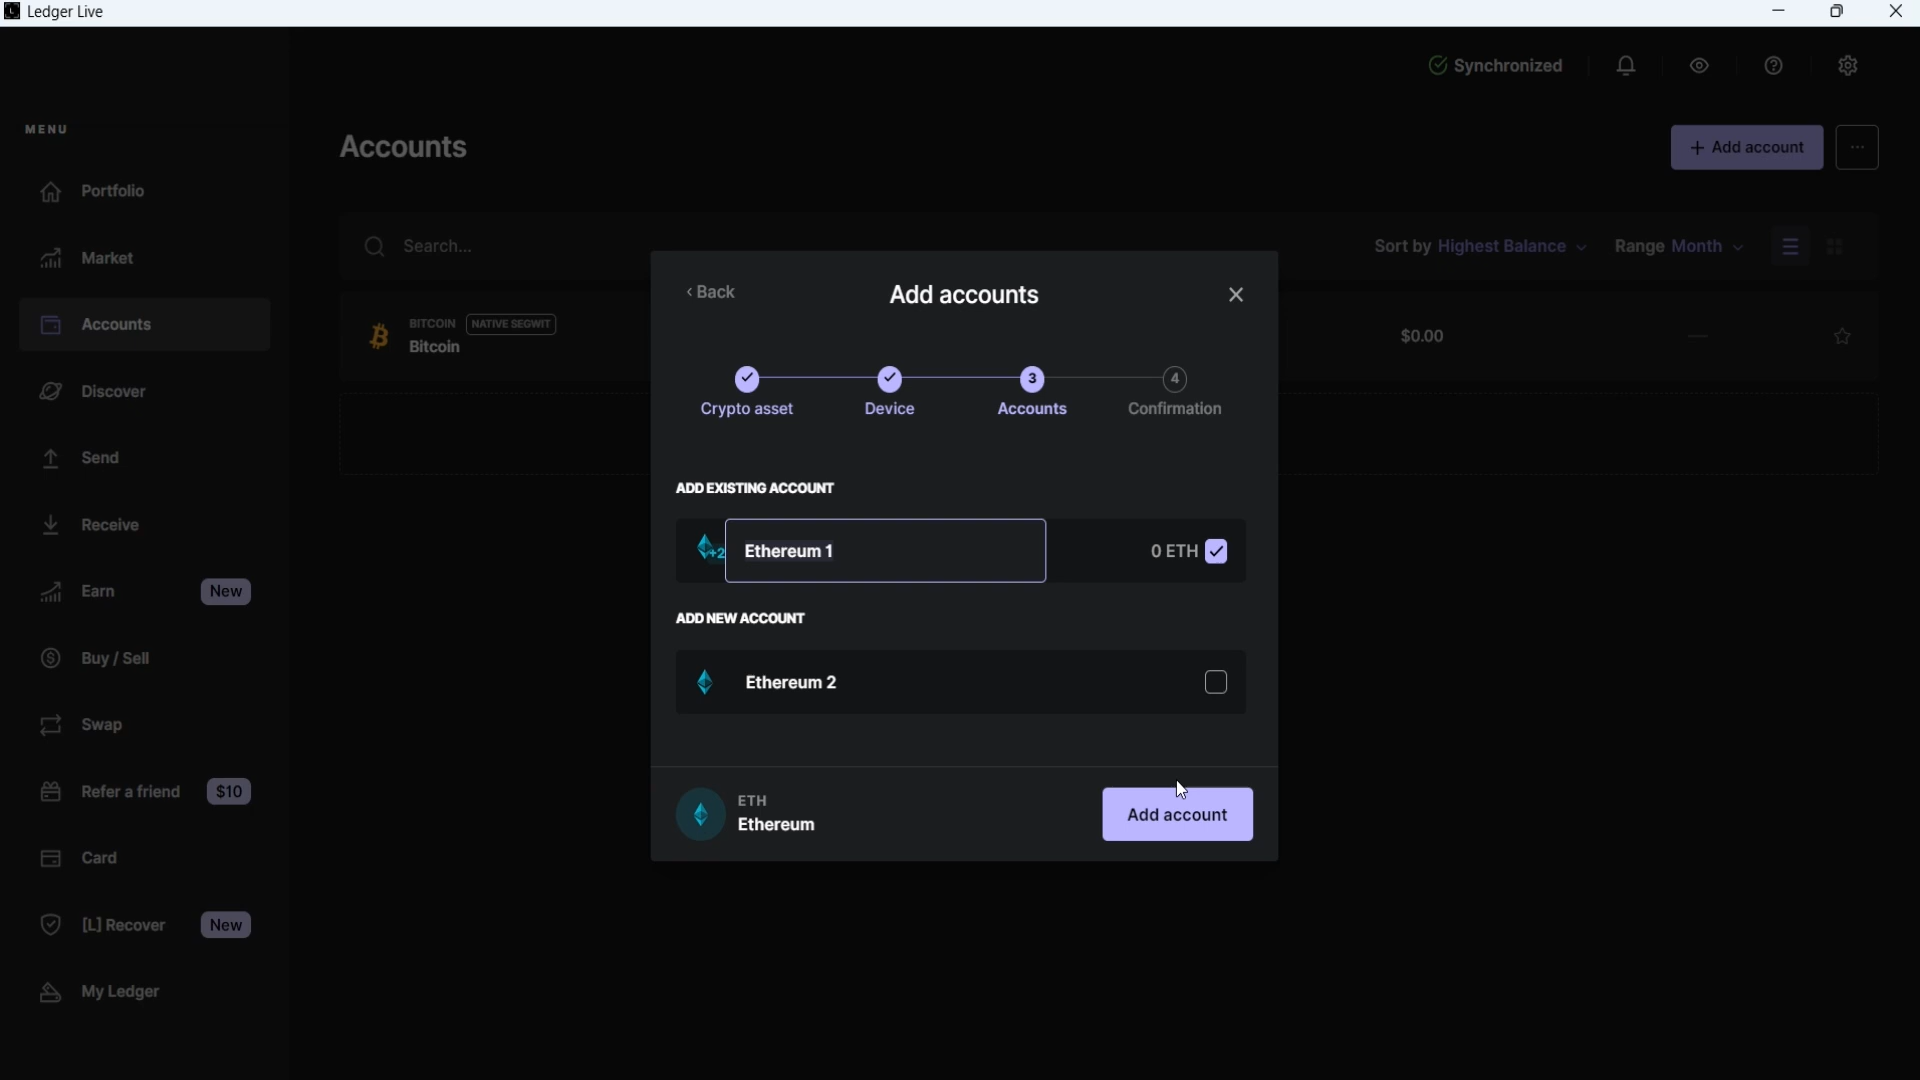 Ledger Live
Synchronized
MENU
Accounts
+ Add account
...
Portfolio
Market
Accounts
Discover
Send
Receive
Earn New
Buy / Sell
Swap
Refer a friend $10
Card
[L] Recover New
My Ledger
Search...
Sort by Highest Balance
Range Month
BITCOIN NATIVE SEGWIT
Bitcoin
$0.00
—
< Back
Add accounts
3
4
Crypto asset
Device
Accounts
Confirmation
ADD EXISTING ACCOUNT
+2
Ethereum 1
0 ETH
ADD NEW ACCOUNT
Ethereum 2
ETH
Ethereum
Add account